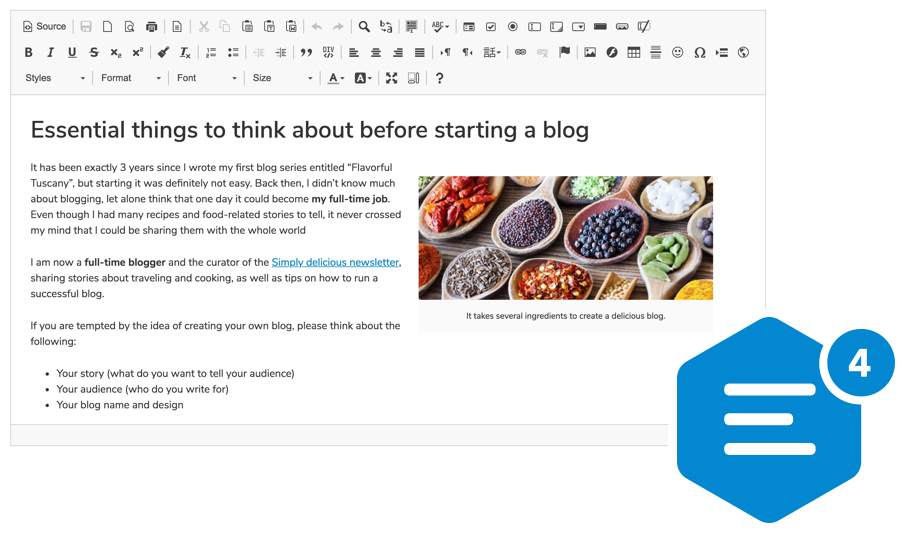 Source
ABC
B I U S x₂ x² Tx
DIV
話
Ω
Styles Format Font Size A A ?
Essential things to think about before starting a blog
It has been exactly 3 years since I wrote my first blog series entitled “Flavorful
Tuscany”, but starting it was definitely not easy. Back then, I didn’t know much
about blogging, let alone think that one day it could become my full-time job.
Even though I had many recipes and food-related stories to tell, it never crossed
my mind that I could be sharing them with the whole world
I am now a full-time blogger and the curator of the Simply delicious newsletter,
sharing stories about traveling and cooking, as well as tips on how to run a
successful blog.
If you are tempted by the idea of creating your own blog, please think about the
following:
• Your story (what do you want to tell your audience)
• Your audience (who do you write for)
• Your blog name and design
It takes several ingredients to create a delicious blog.
4